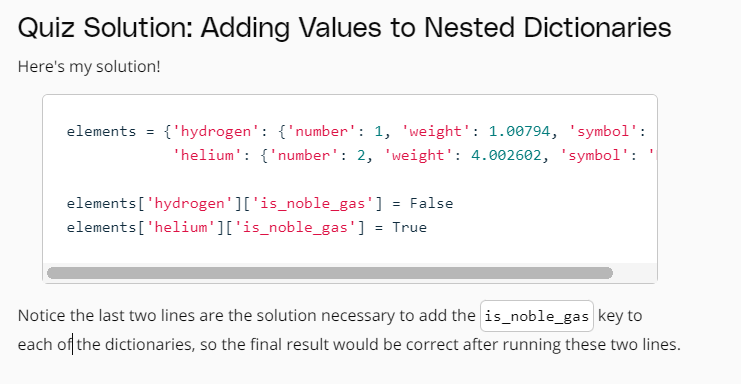 Quiz Solution: Adding Values to Nested Dictionaries
Here's my solution!
elements = {'hydrogen': {'number': 1, 'weight': 1.00794, 'symbol':
'helium': {'number': 2, 'weight': 4.002602, 'symbol': '
elements['hydrogen']['is_noble_gas'] = False
elements['helium']['is_noble_gas'] = True
Notice the last two lines are the solution necessary to add the is_noble_gas key to
each of the dictionaries, so the final result would be correct after running these two lines.